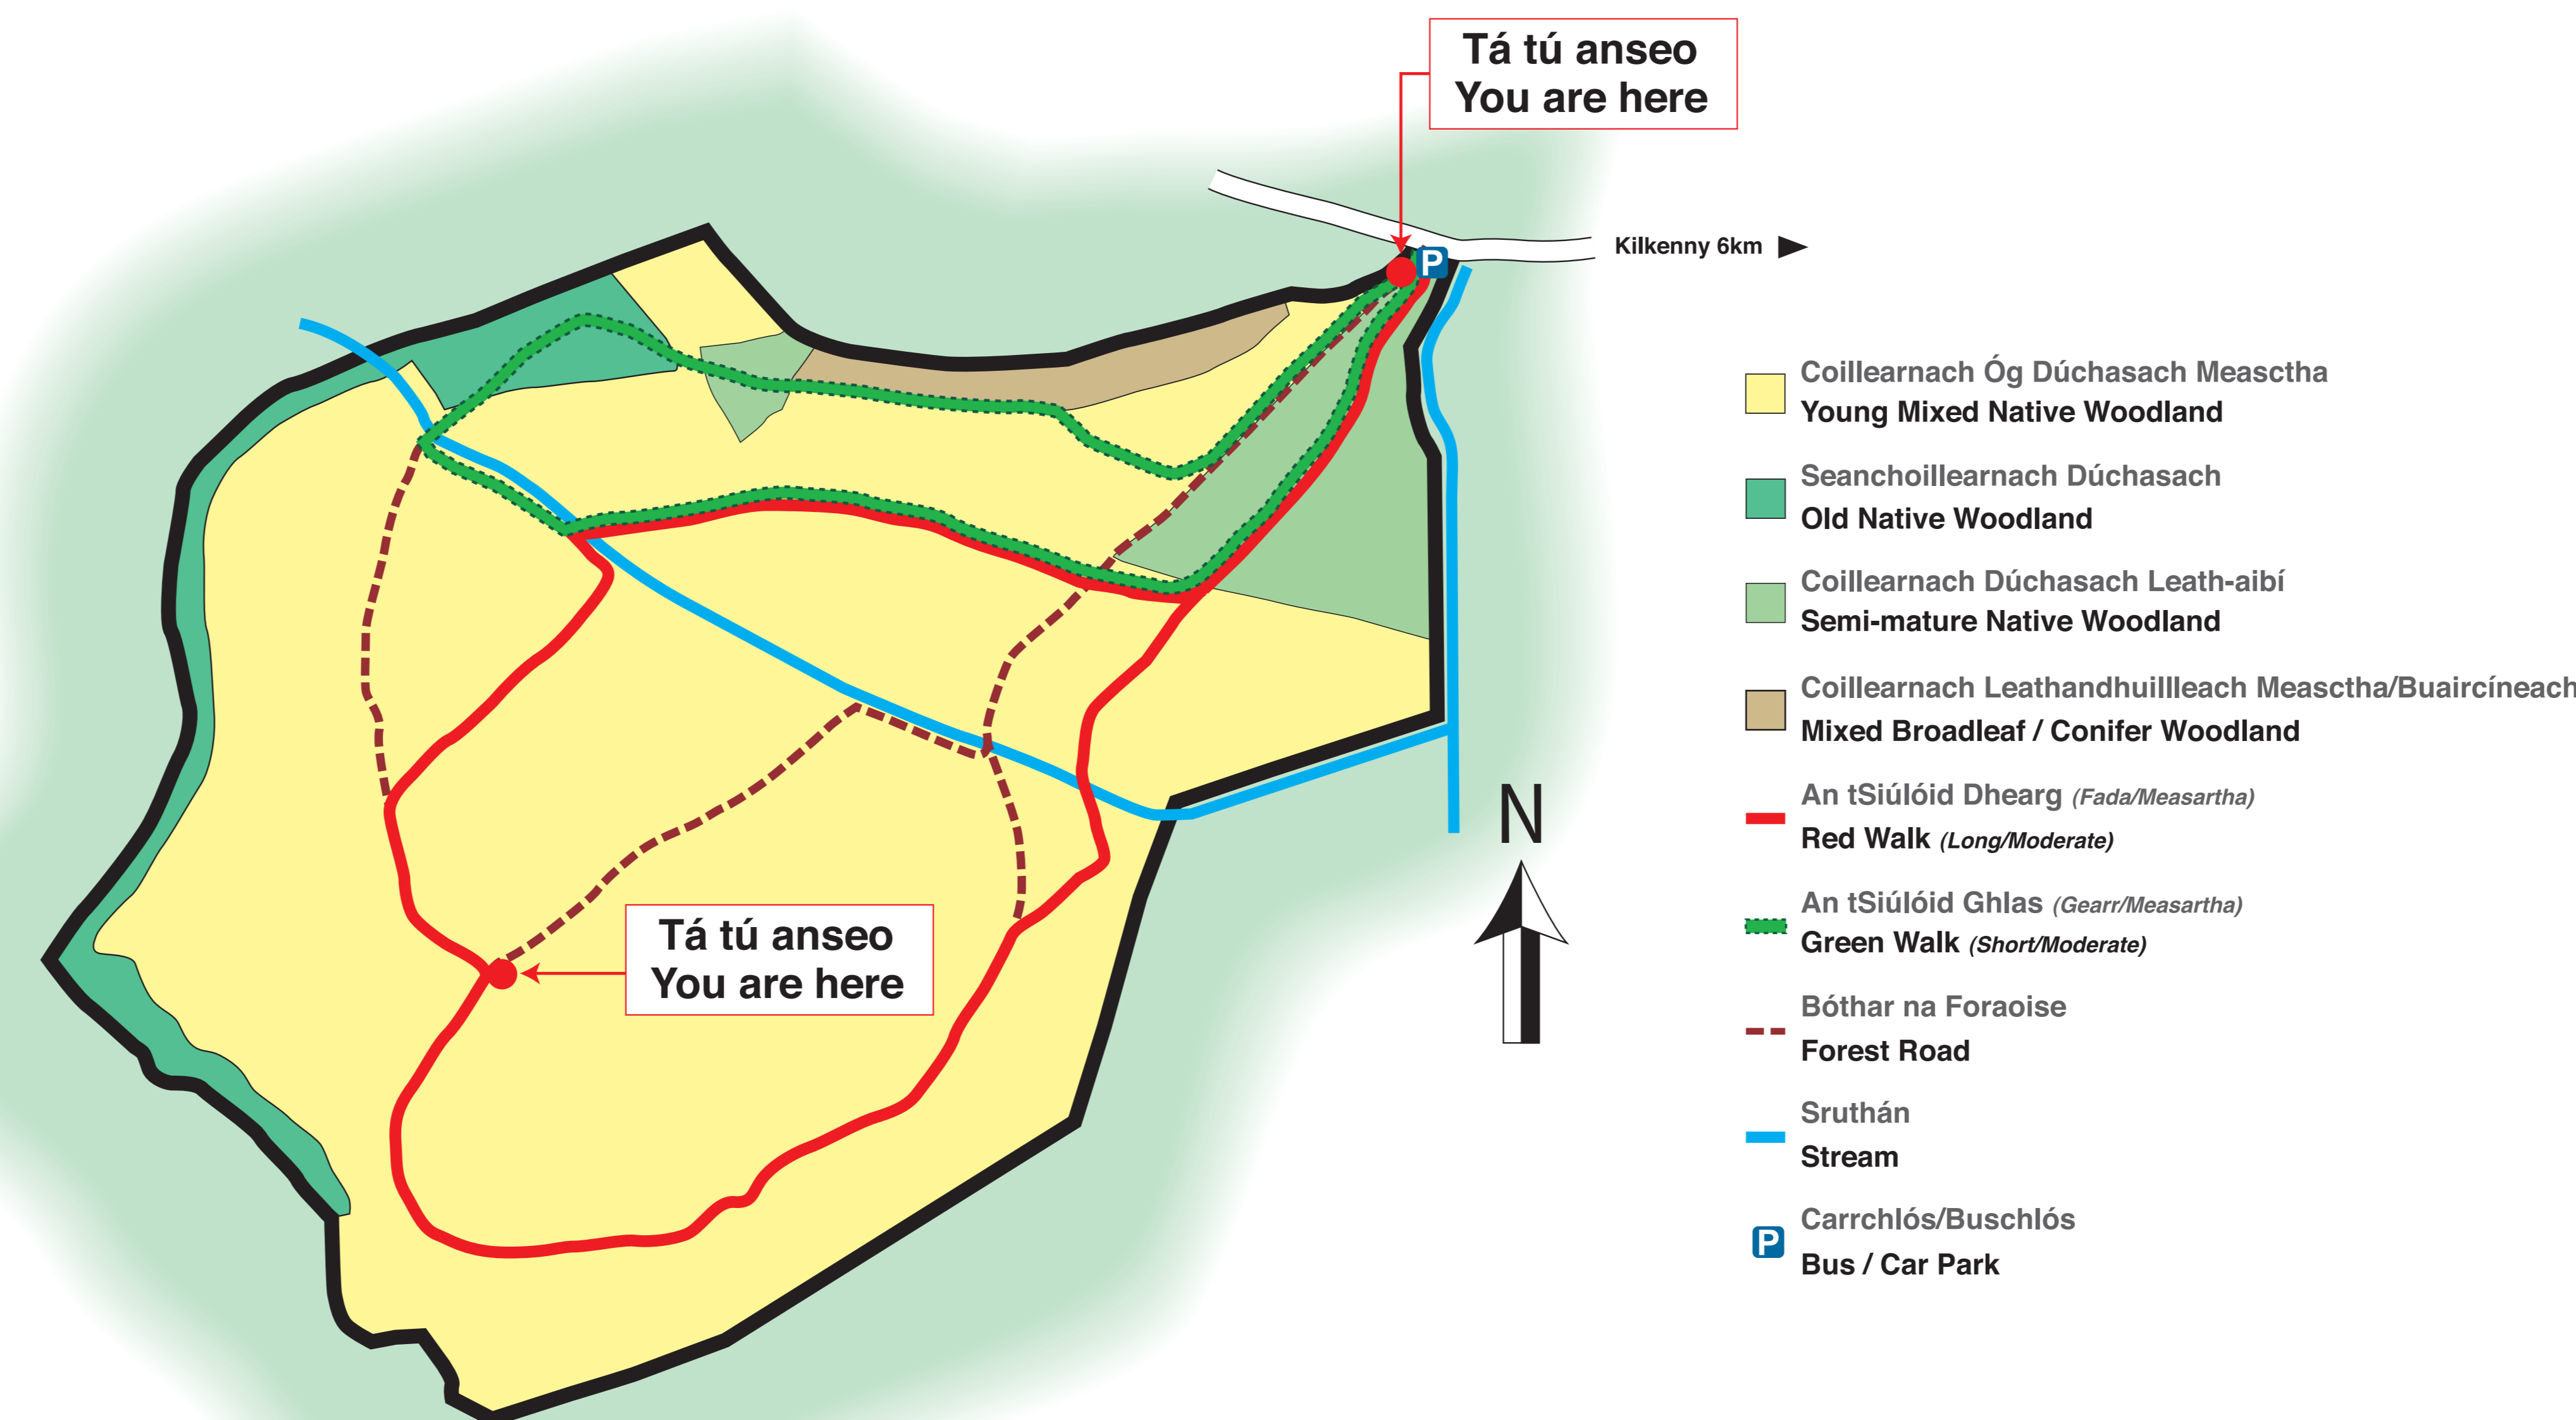 Tá tú anseo
You are here
Kilkenny 6km
P
Coillearnach Óg Dúchasach Measctha
Young Mixed Native Woodland
Seanchoillearnach Dúchasach
Old Native Woodland
Coillearnach Dúchasach Leath-aibí
Semi-mature Native Woodland
Coillearnach Leathandhuillleach Measctha/Buaircíneach
Mixed Broadleaf / Conifer Woodland
N
An tSiúlóid Dhearg (Fada/Measartha)
Red Walk (Long/Moderate)
An tSiúlóid Ghlas (Gearr/Measartha)
Green Walk (Short/Moderate)
Tá tú anseo
You are here
Bóthar na Foraoise
Forest Road
Sruthán
Stream
P
Carrchlós/Buschlós
Bus / Car Park